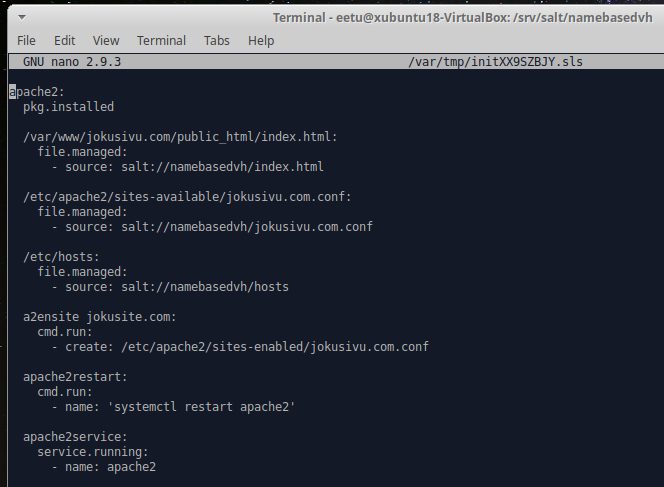 Terminal - eetu@xubuntu18-VirtualBox: /srv/salt/namebasedvh
File Edit View Terminal Tabs Help
GNU nano 2.9.3 /var/tmp/initXX9SZBJY.sls
apache2:
pkg.installed
/var/www/jokusivu.com/public_html/index.html:
file.managed:
- source: salt://namebasedvh/index.html
/etc/apache2/sites-available/jokusivu.com.conf:
file.managed:
- source: salt://namebasedvh/jokusivu.com.conf
/etc/hosts:
file.managed:
- source: salt://namebasedvh/hosts
a2ensite jokusite.com:
cmd.run:
- create: /etc/apache2/sites-enabled/jokusivu.com.conf
apache2restart:
cmd.run:
- name: 'systemctl restart apache2'
apache2service:
service.running:
- name: apache2